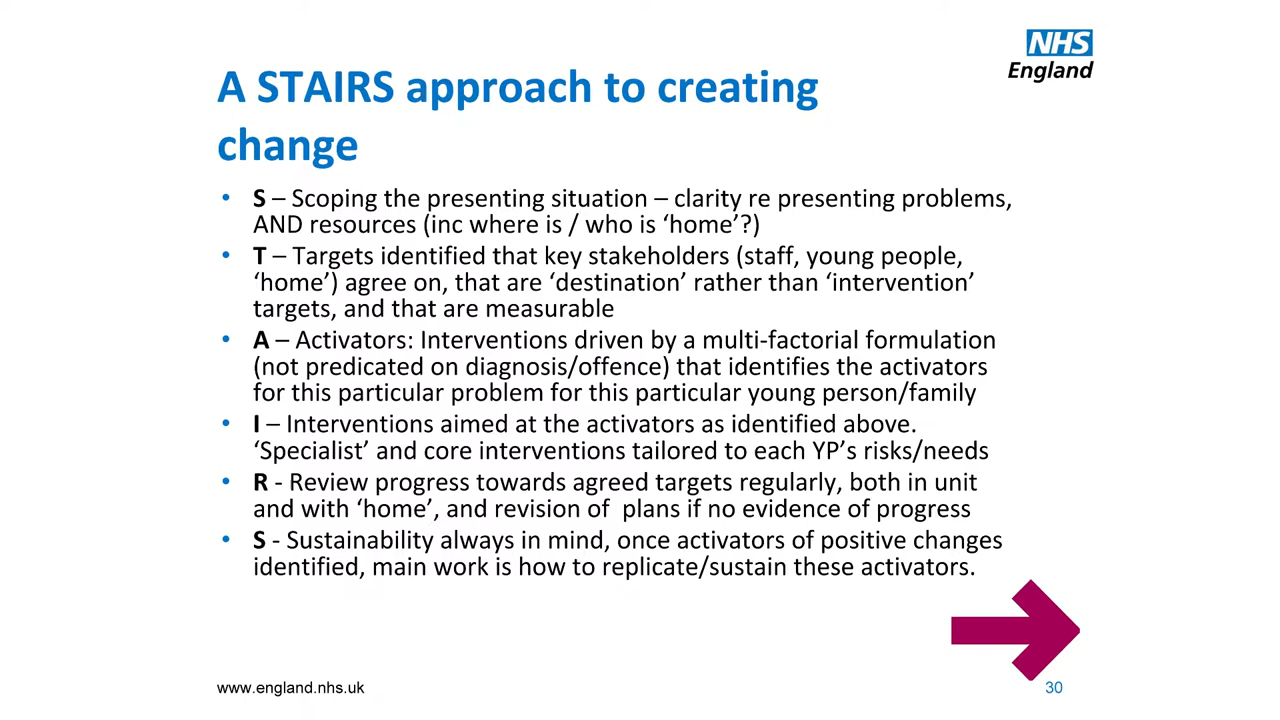 NHS
England
A STAIRS approach to creating
change
• S – Scoping the presenting situation – clarity re presenting problems,
AND resources (inc where is / who is ‘home’?)
• T – Targets identified that key stakeholders (staff, young people,
‘home’) agree on, that are ‘destination’ rather than ‘intervention’
targets, and that are measurable
• A – Activators: Interventions driven by a multi-factorial formulation
(not predicated on diagnosis/offence) that identifies the activators
for this particular problem for this particular young person/family
• I – Interventions aimed at the activators as identified above.
‘Specialist’ and core interventions tailored to each YP’s risks/needs
• R - Review progress towards agreed targets regularly, both in unit
and with ‘home’, and revision of  plans if no evidence of progress
• S - Sustainability always in mind, once activators of positive changes
identified, main work is how to replicate/sustain these activators.
www.england.nhs.uk
30